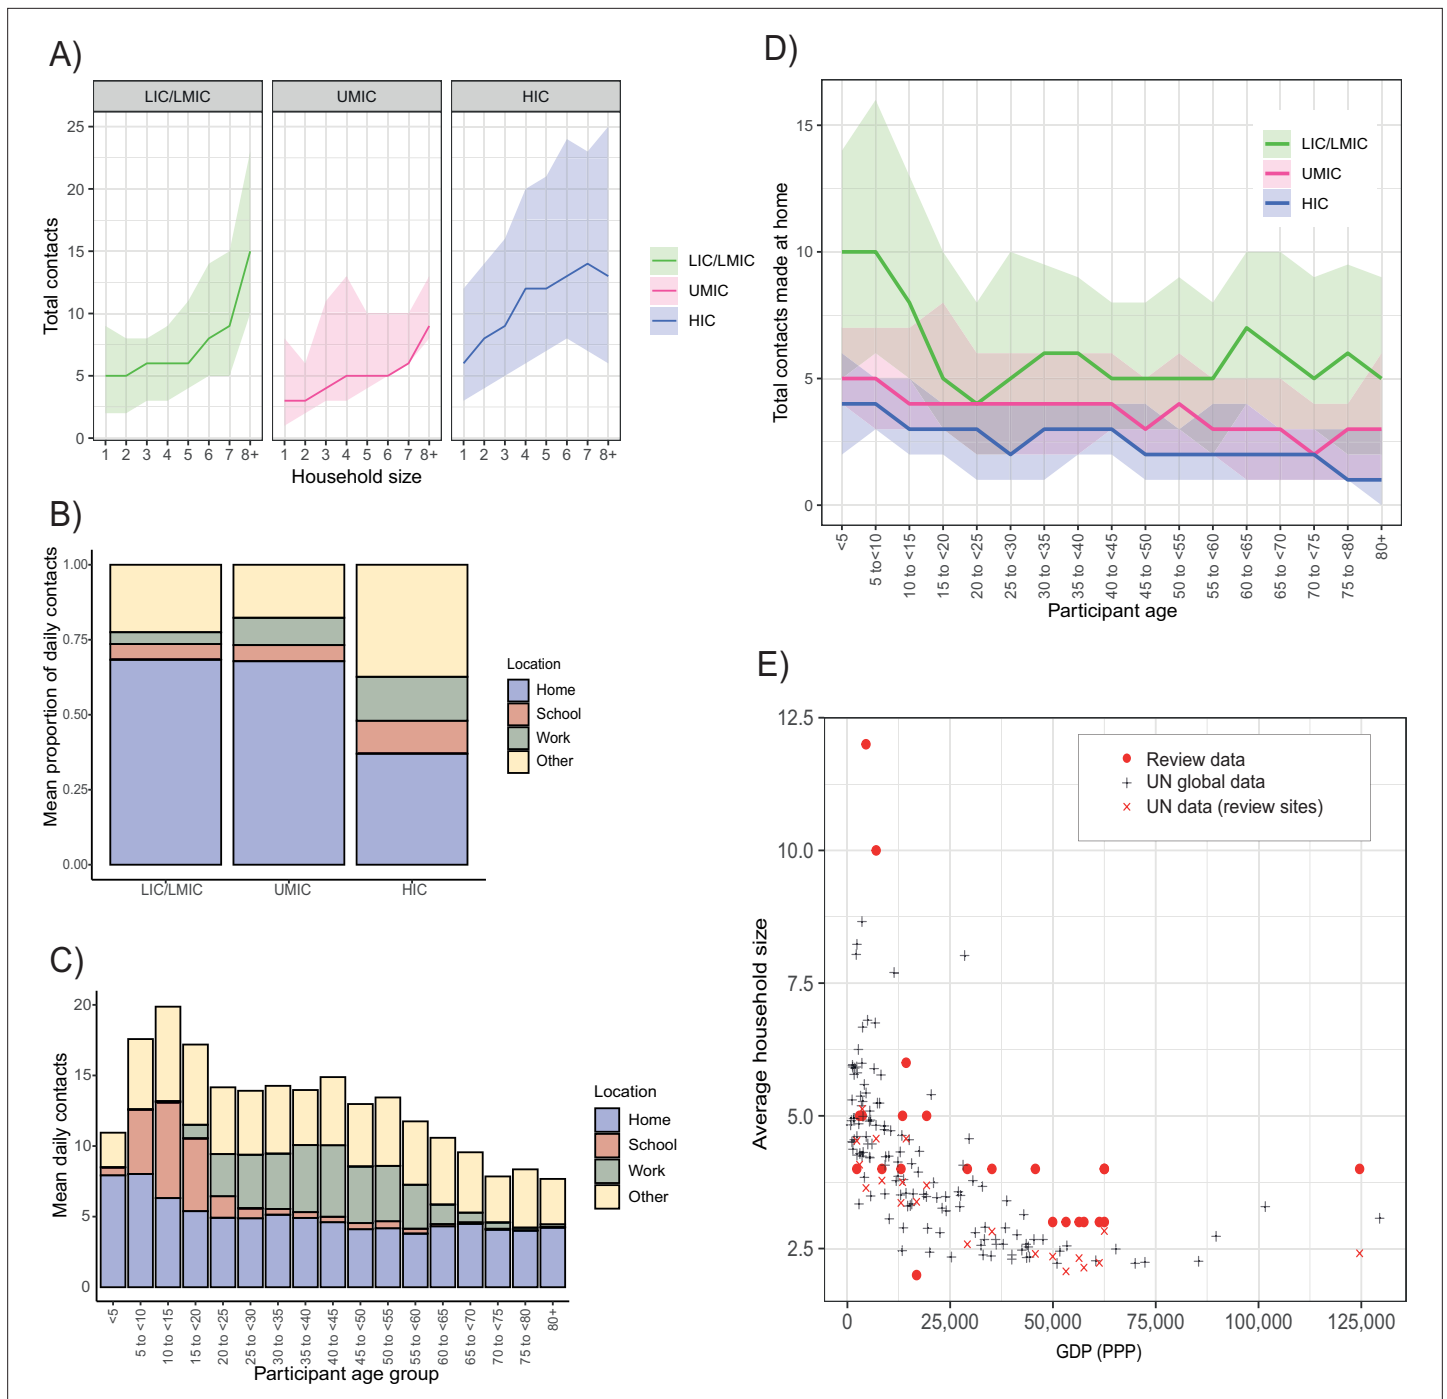 A)
LIC/LMIC
UMIC
HIC
25
20
15
10
5
0
Total contacts
1 2 3 4 5 6 7 8+
1 2 3 4 5 6 7 8+
1 2 3 4 5 6 7 8+
Household size
LIC/LMIC
UMIC
HIC
B)
1.00
0.75
0.50
0.25
0.00
Mean proportion of daily contacts
LIC/LMIC
UMIC
HIC
Location
Home
School
Work
Other
C)
20
15
10
5
0
Mean daily contacts
<5
5 to <10
10 to <15
15 to <20
20 to <25
25 to <30
30 to <35
35 to <40
40 to <45
45 to <50
50 to <55
55 to <60
60 to <65
65 to <70
70 to <75
75 to <80
80+
Participant age group
Location
Home
School
Work
Other
D)
15
10
5
0
Total contacts made at home
LIC/LMIC
UMIC
HIC
<5
5 to<10
10 to <15
15 to <20
20 to <25
25 to <30
30 to <35
35 to <40
40 to <45
45 to <50
50 to <55
55 to <60
60 to <65
65 to <70
70 to <75
75 to <80
80+
Participant age
E)
12.5
10.0
7.5
5.0
2.5
Average household size
Review data
UN global data
UN data (review sites)
0
25,000
50,000
75,000
100,000
125,000
GDP (PPP)